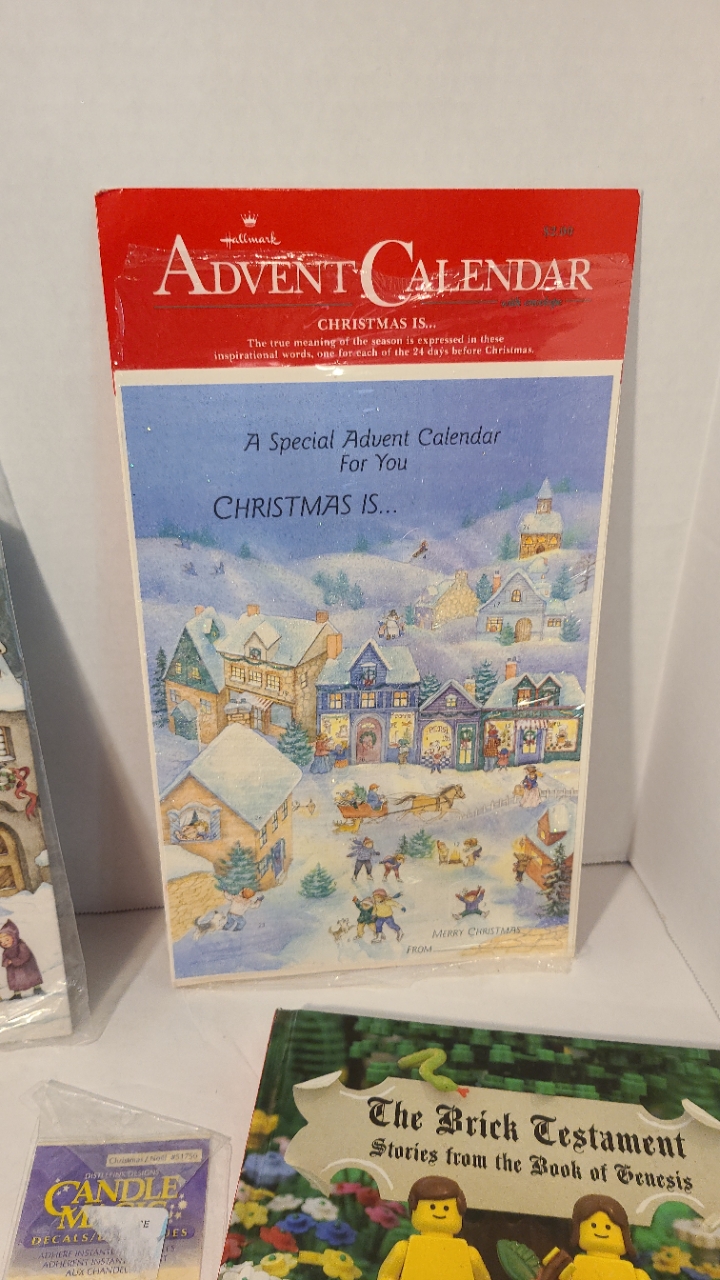 Hallmark
ADVENT CALENDAR
CHRISTMAS IS...
The true meaning of the season is expressed in these
inspirational words, one for each of the 24 days before Christmas.
A Special Advent Calendar
For You
CHRISTMAS IS...
MERRY CHRISTMAS
FROM
The Brick Testament
Stories from the Book of Genesis
CANDLE
DECALS
AUX CHANDEL